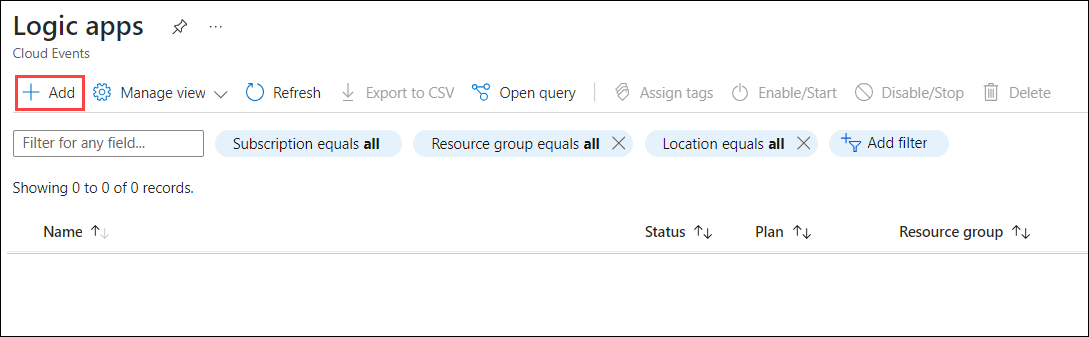 Logic apps
Cloud Events
Add Manage view Refresh Export to CSV Open query Assign tags Enable/Start Disable/Stop Delete
Filter for any field... Subscription equals all Resource group equals all Location equals all Add filter
Showing 0 to 0 of 0 records.
Name Status Plan Resource group